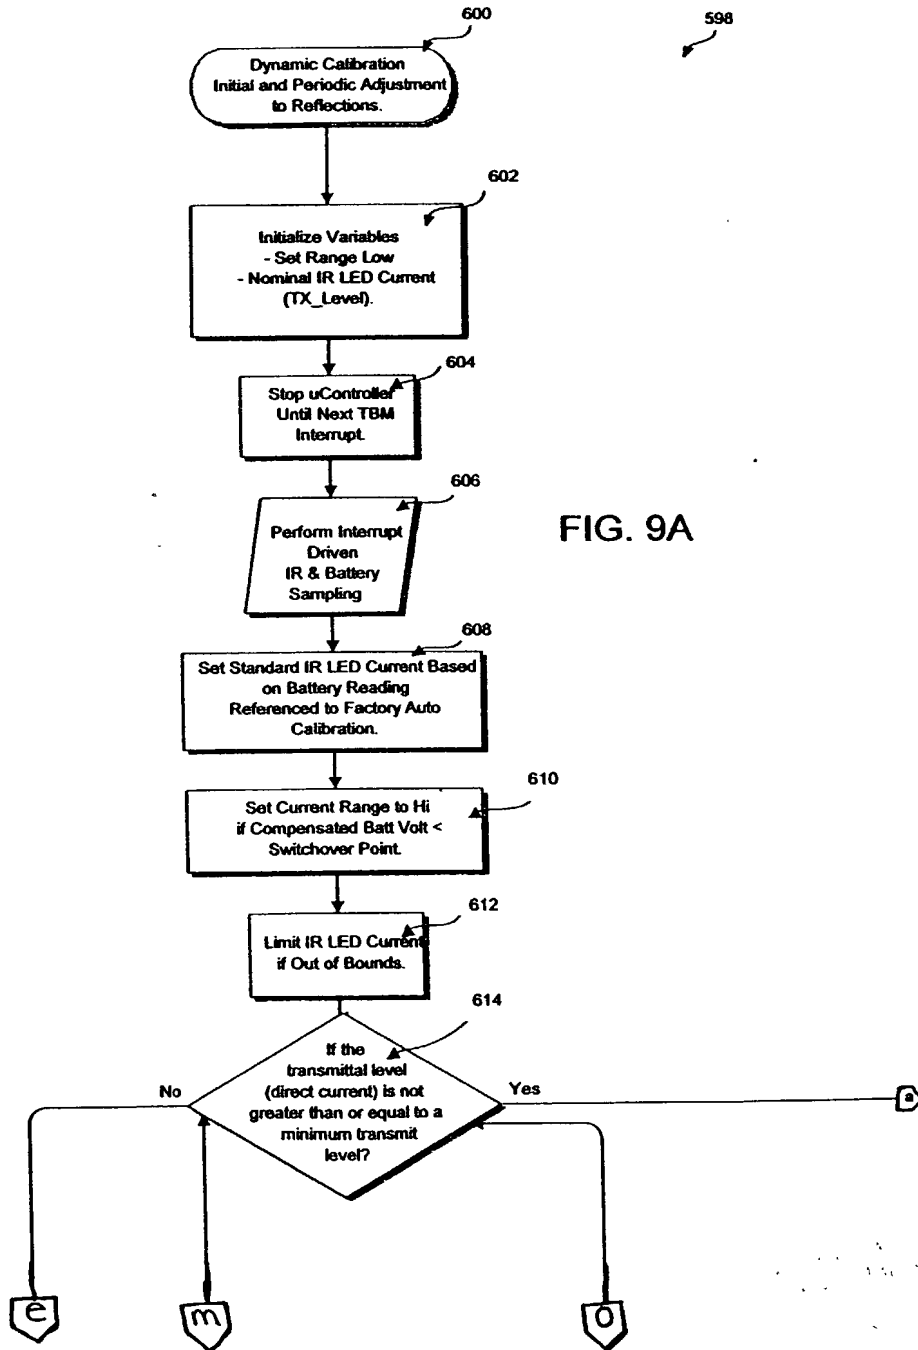 600
598
Dynamic Calibration
Initial and Periodic Adjustment
to Reflections.
602
Initialize Variables
- Set Range Low
- Nominal IR LED Current
(TX_Level).
604
Stop uController
Until Next TBM
Interrupt.
606
Perform Interrupt
Driven
IR & Battery
Sampling
FIG. 9A
608
Set Standard IR LED Current Based
on Battery Reading
Referenced to Factory Auto
Calibration.
610
Set Current Range to Hi
if Compensated Batt Volt <
Switchover Point.
612
Limit IR LED Current
if Out of Bounds.
614
If the
transmittal level
(direct current) is not
greater than or equal to a
minimum transmit
level?
No
Yes
a
e
m
o